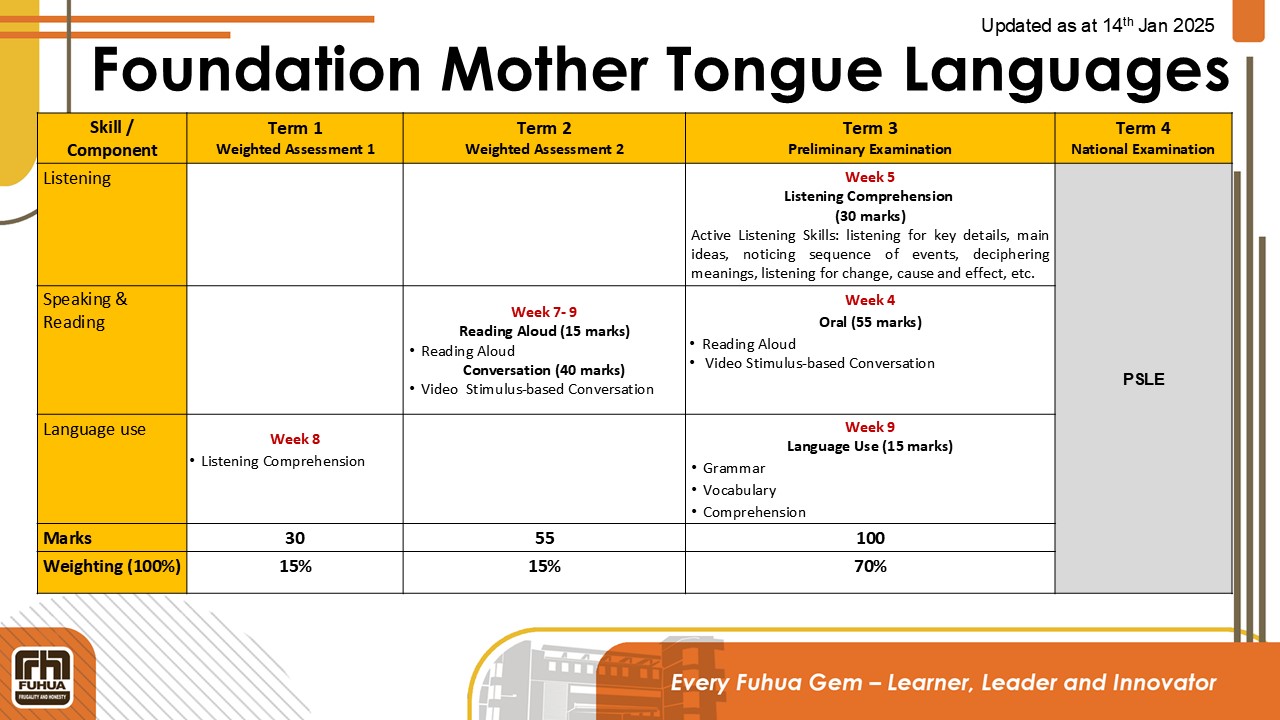 Updated as at 14th Jan 2025
Foundation Mother Tongue Languages
Skill /
Component
Term 1
Weighted Assessment 1
Term 2
Weighted Assessment 2
Term 3
Preliminary Examination
Term 4
National Examination
Listening
Week 5
Listening Comprehension
(30 marks)
Active Listening Skills: listening for key details, main
ideas, noticing sequence of events, deciphering
meanings, listening for change, cause and effect, etc.
Speaking &
Reading
Week 7- 9
Reading Aloud (15 marks)
• Reading Aloud
Conversation (40 marks)
• Video Stimulus-based Conversation
Week 4
Oral (55 marks)
• Reading Aloud
• Video Stimulus-based Conversation
PSLE
Language use
Week 8
• Listening Comprehension
Week 9
Language Use (15 marks)
• Grammar
• Vocabulary
• Comprehension
Marks
30
55
100
Weighting (100%)
15%
15%
70%
FUHUA
FRUGALITY AND HONESTY
Every Fuhua Gem – Learner, Leader and Innovator